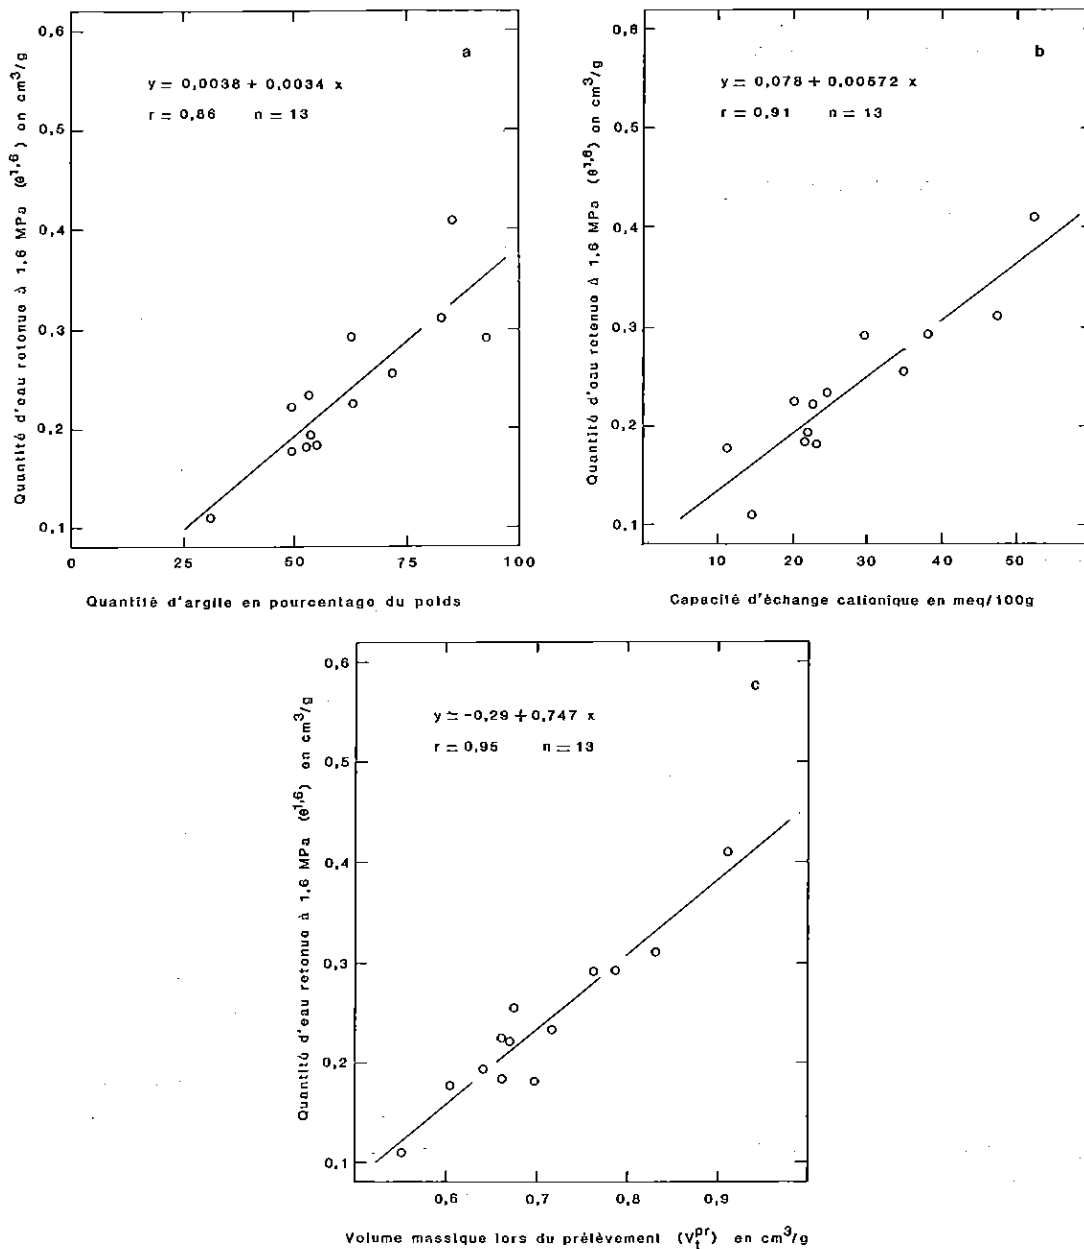 a
y = 0,0038 + 0,0034 x
r = 0,86 n = 13
Quantité d'eau retenue à 1,6 MPa (θ1,6) en cm3/g
0,6
0,5
0,4
0,3
0,2
0,1
0 25 50 75 100
Quantité d'argile en pourcentage du poids
b
y = 0,078 + 0,00572 x
r = 0,91 n = 13
Quantité d'eau retenue à 1,6 MPa (θ1,6) en cm3/g
0,6
0,5
0,4
0,3
0,2
0,1
10 20 30 40 50
Capacité d'échange cationique en meq/100g
c
y = -0,29 + 0,747 x
r = 0,95 n = 13
Quantité d'eau retenue à 1,6 MPa (θ1,6) en cm3/g
0,6
0,5
0,4
0,3
0,2
0,1
0,6 0,7 0,8 0,9
Volume massique lors du prélèvement (Vtpr) en cm3/g